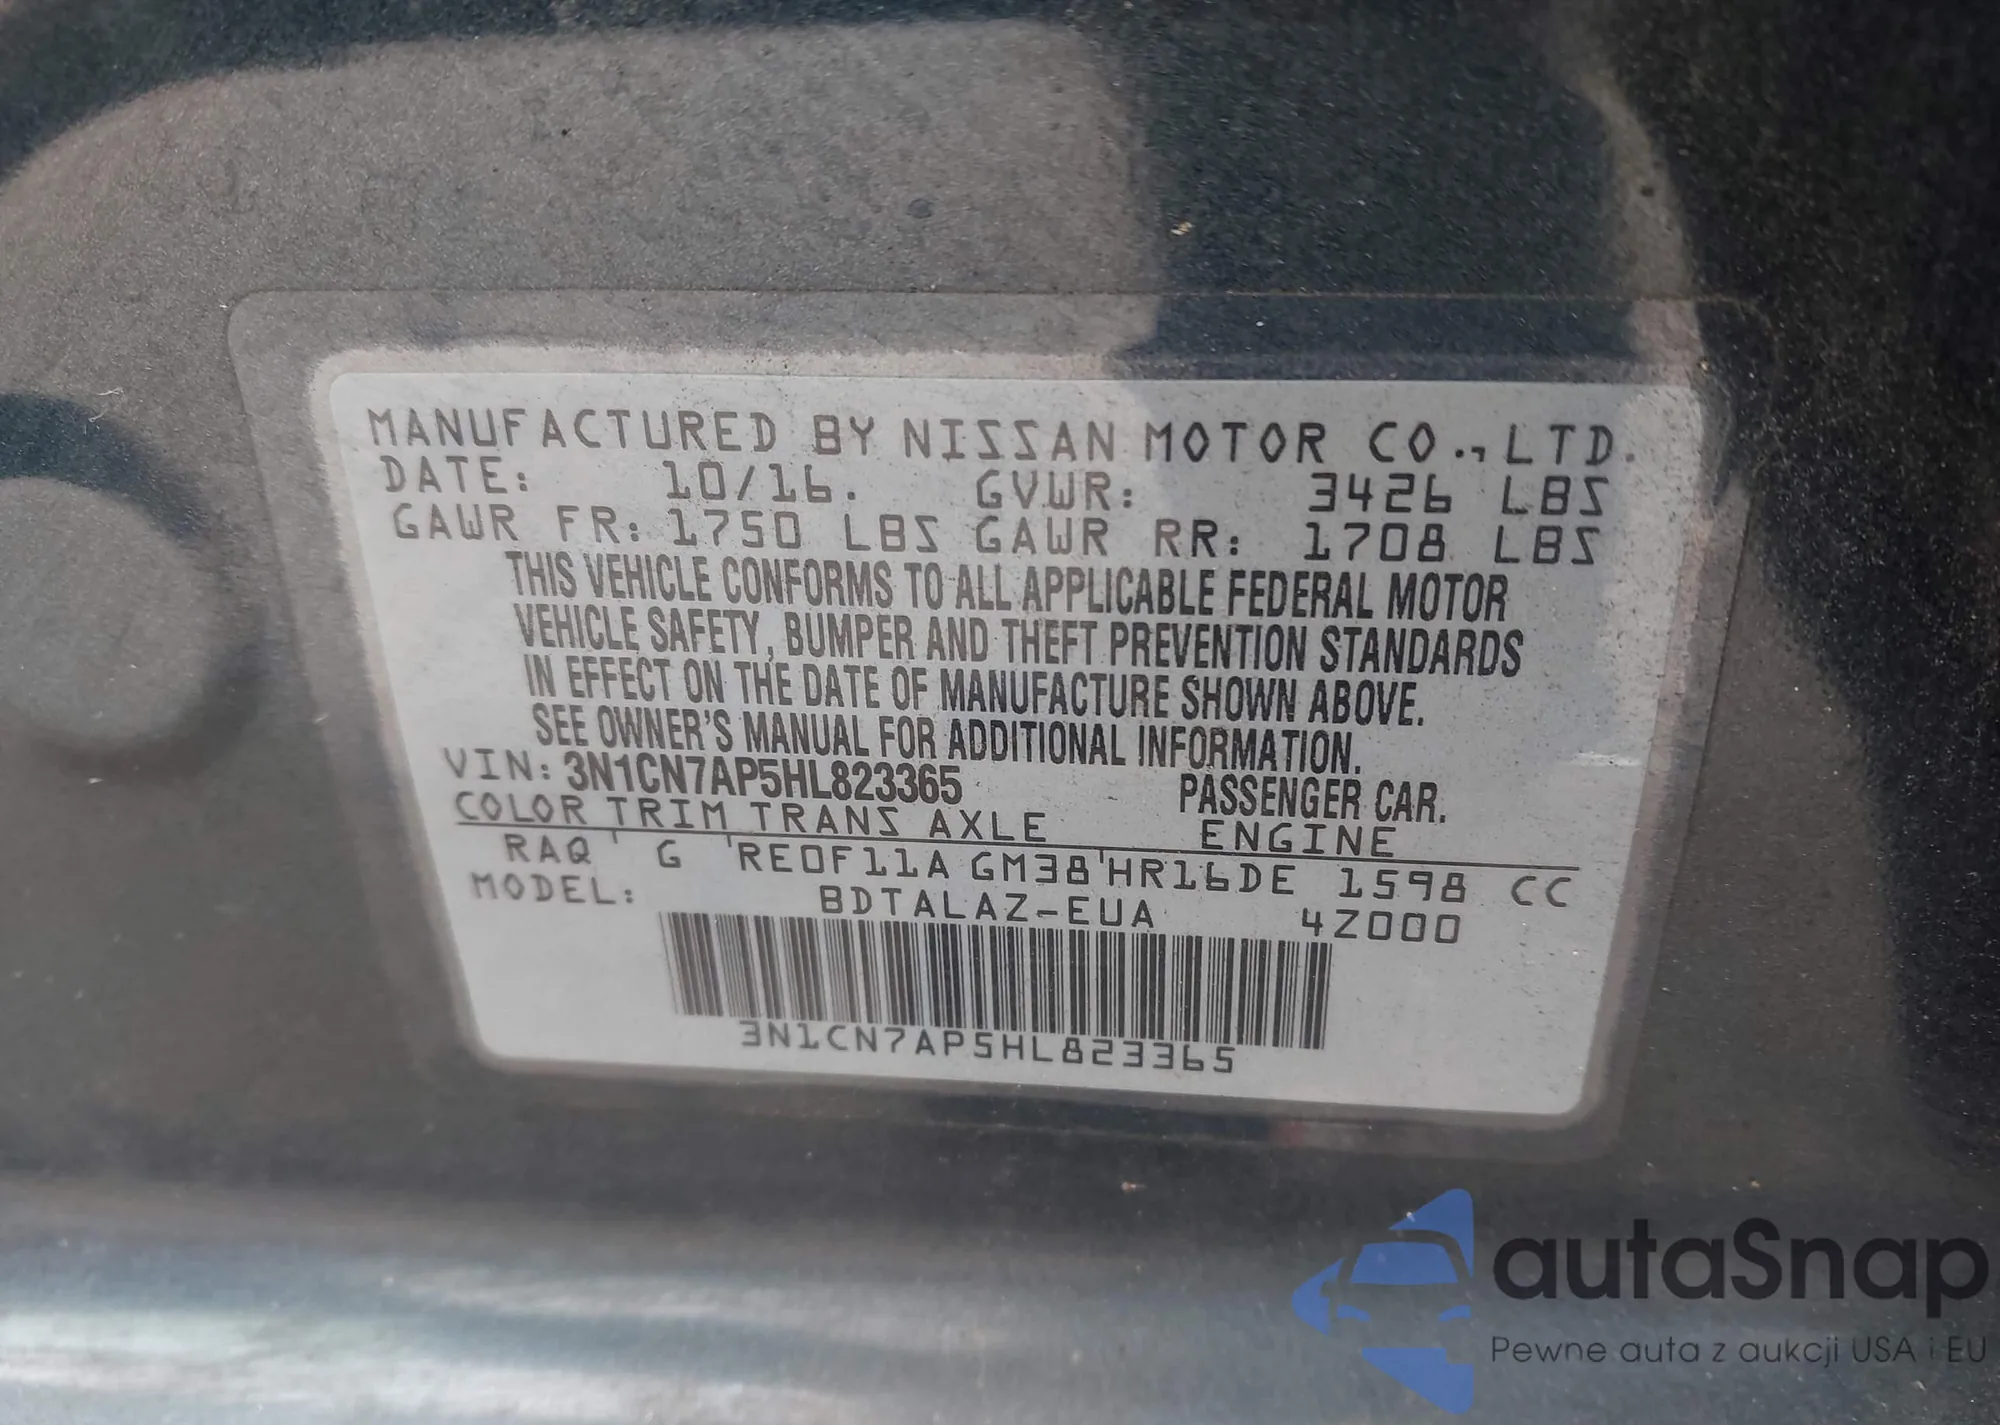 MANUFACTURED BY NISSAN MOTOR CO., LTD.
DATE: 10/16. GVWR: 3426 LBS
GAWR FR: 1750 LBS GAWR RR: 1708 LBS
THIS VEHICLE CONFORMS TO ALL APPLICABLE FEDERAL MOTOR
VEHICLE SAFETY, BUMPER AND THEFT PREVENTION STANDARDS
IN EFFECT ON THE DATE OF MANUFACTURE SHOWN ABOVE.
SEE OWNER'S MANUAL FOR ADDITIONAL INFORMATION.
VIN: 3N1CN7AP5HL823365 PASSENGER CAR.
COLOR TRIM TRANS AXLE ENGINE
RAQ ' G ' RE0F11A GM38 ' HR16DE 1598 CC
MODEL: BDTALAZ-EUA 4Z000
3N1CN7AP5HL823365
autaSnap
Pewne auta z aukcji USA i EU